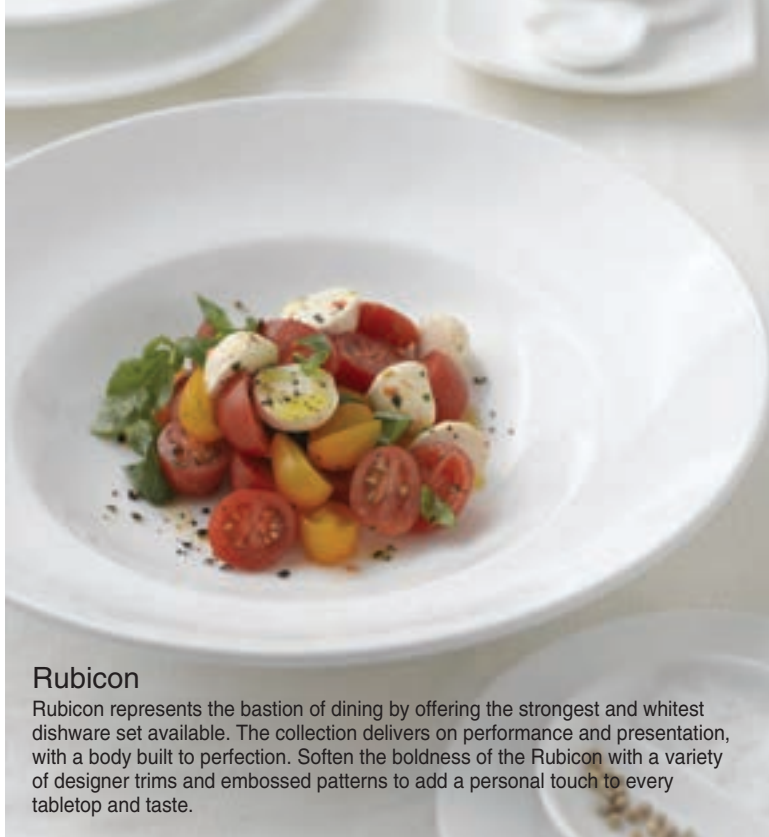 Rubicon
Rubicon represents the bastion of dining by offering the strongest and whitest
dishware set available. The collection delivers on performance and presentation,
with a body built to perfection. Soften the boldness of the Rubicon with a variety
of designer trims and embossed patterns to add a personal touch to every
tabletop and taste.